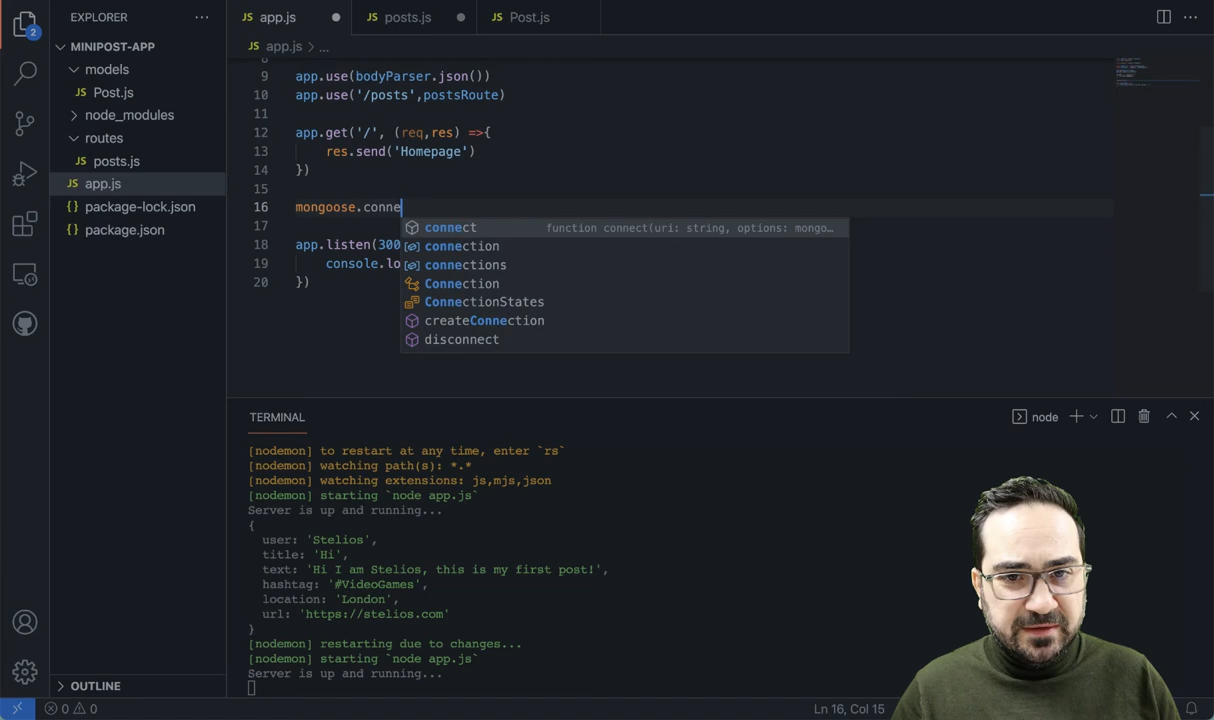 EXPLORER
MINIPOST-APP
models
JS Post.js
node_modules
routes
JS posts.js
JS app.js
{} package-lock.json
{} package.json
OUTLINE
2
JS app.js
JS posts.js
JS Post.js
JS app.js > ...
8
9 app.use(bodyParser.json())
10 app.use('/posts',postsRoute)
11
12 app.get('/', (req,res) =>{
13 res.send('Homepage')
14 })
15
16 mongoose.conne
17
18 app.listen(300
19 console.lo
20 })
connect function connect(uri: string, options: mongo…
connection
connections
Connection
ConnectionStates
createConnection
disconnect
TERMINAL
node
[nodemon] to restart at any time, enter `rs`
[nodemon] watching path(s): *.*
[nodemon] watching extensions: js,mjs,json
[nodemon] starting `node app.js`
Server is up and running...
{
user: 'Stelios',
title: 'Hi',
text: 'Hi I am Stelios, this is my first post!',
hashtag: '#VideoGames',
location: 'London',
url: 'https://stelios.com'
}
[nodemon] restarting due to changes...
[nodemon] starting `node app.js`
Server is up and running...
0 0
Ln 16, Col 15